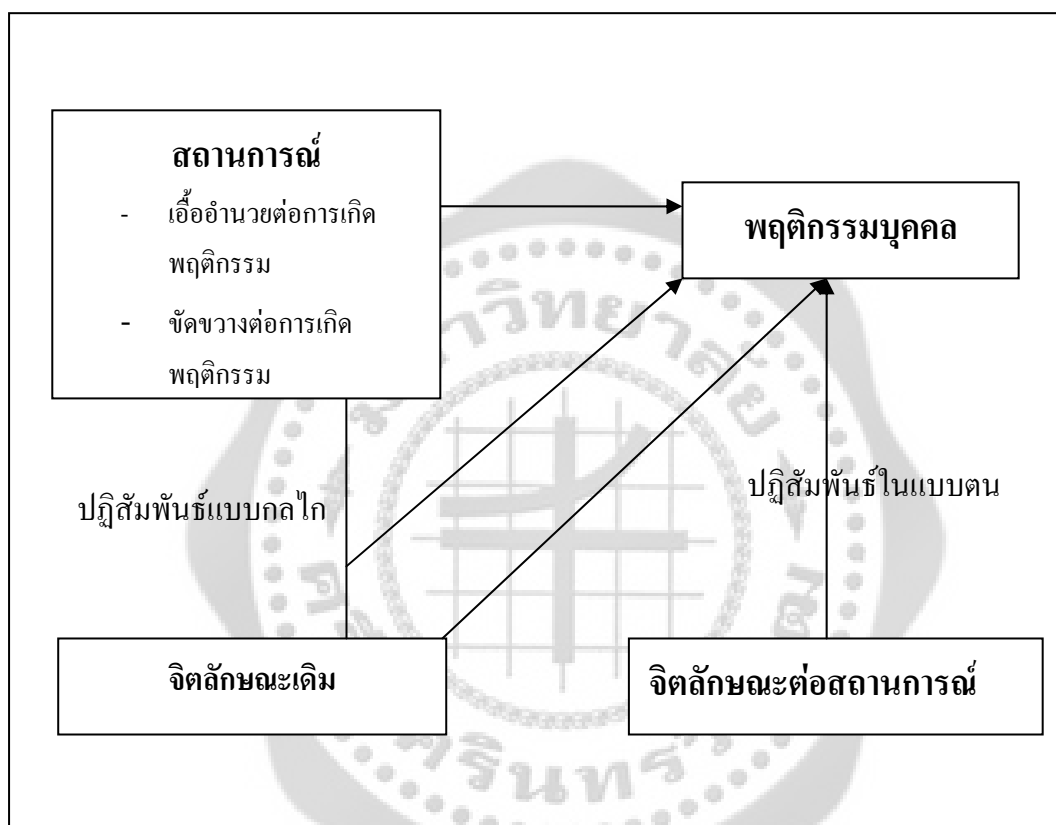 สถานการณ์
- เอื้ออำนวยต่อการเกิด
พฤติกรรม
- ขัดขวางต่อการเกิด
พฤติกรรม
พฤติกรรมบุคคล
ปฏิสัมพันธ์แบบกลไก
ปฏิสัมพันธ์ในแบบตน
จิตลักษณะเดิม
จิตลักษณะต่อสถานการณ์